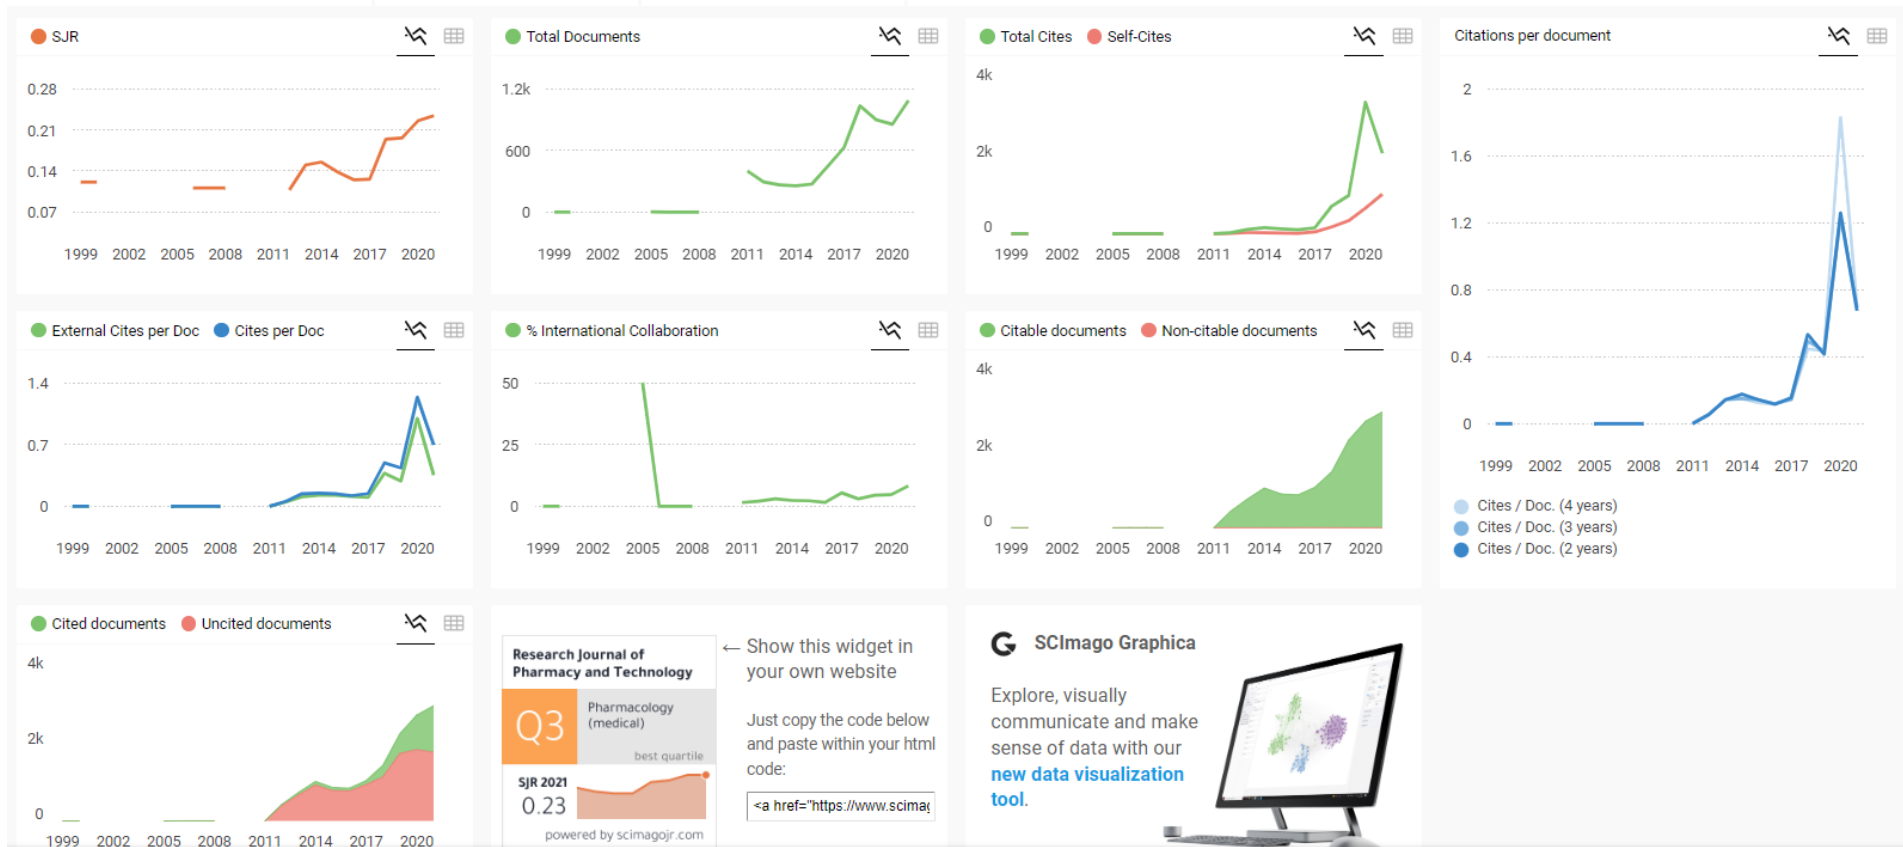 SJR
0.28
0.21
0.14
0.07
1999 2002 2005 2008 2011 2014 2017 2020
Total Documents
1.2k
600
0
1999 2002 2005 2008 2011 2014 2017 2020
Total Cites Self-Cites
4k
2k
0
1999 2002 2005 2008 2011 2014 2017 2020
Citations per document
2
1.6
1.2
0.8
0.4
0
1999 2002 2005 2008 2011 2014 2017 2020
Cites / Doc. (4 years)
Cites / Doc. (3 years)
Cites / Doc. (2 years)
External Cites per Doc Cites per Doc
1.4
0.7
0
1999 2002 2005 2008 2011 2014 2017 2020
% International Collaboration
50
25
0
1999 2002 2005 2008 2011 2014 2017 2020
Citable documents Non-citable documents
4k
2k
0
1999 2002 2005 2008 2011 2014 2017 2020
Cited documents Uncited documents
4k
2k
0
1999 2002 2005 2008 2011 2014 2017 2020
Research Journal of
Pharmacy and Technology
Q3
Pharmacology
(medical)
best quartile
SJR 2021
0.23
powered by scimagojr.com
← Show this widget in
your own website
Just copy the code below
and paste within your html
code:
<a href="https://www.scimag
SCImago Graphica
Explore, visually
communicate and make
sense of data with our
new data visualization
tool.